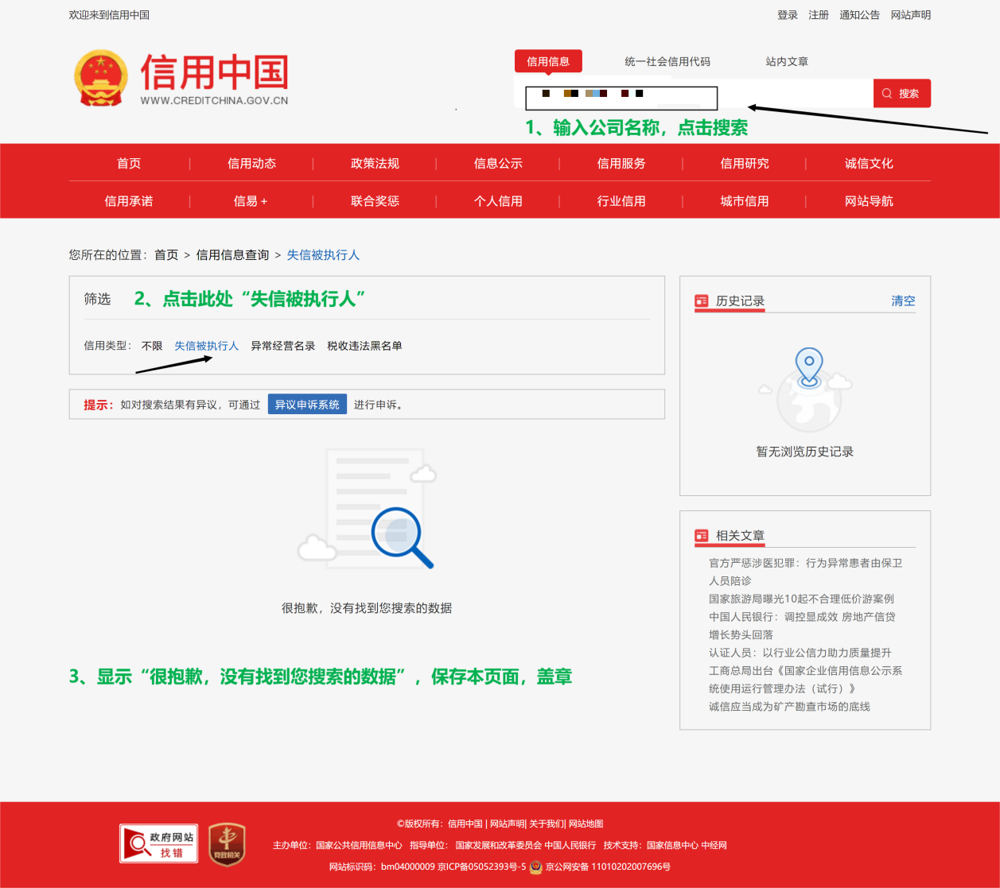 欢迎来到信用中国
登录 注册 通知公告 网站声明
信用中国
WWW.CREDITCHINA.GOV.CN
信用信息 统一社会信用代码 站内文章
搜索
1、输入公司名称，点击搜索
首页 | 信用动态 | 政策法规 | 信息公示 | 信用服务 | 信用研究 | 诚信文化
信用承诺 | 信易 + | 联合奖惩 | 个人信用 | 行业信用 | 城市信用 | 网站导航
您所在的位置：首页 > 信用信息查询 > 失信被执行人
筛选 2、点击此处“失信被执行人”
信用类型： 不限 失信被执行人 异常经营名录 税收违法黑名单
提示：如对搜索结果有异议，可通过 异议申诉系统 进行申诉。
很抱歉，没有找到您搜索的数据
3、显示“很抱歉，没有找到您搜索的数据”，保存本页面，盖章
历史记录 清空
暂无浏览历史记录
相关文章
官方严惩涉医犯罪：行为异常患者由保卫
人员陪诊
国家旅游局曝光10起不合理低价游案例
中国人民银行：调控显成效 房地产信贷
增长势头回落
认证人员：以行业公信力助力质量提升
工商总局出台《国家企业信用信息公示系
统使用运行管理办法（试行）》
诚信应当成为矿产勘查市场的底线
政府网站
找错
党政机关
©版权所有：信用中国 | 网站声明| 关于我们| 网站地图
主办单位：国家公共信用信息中心 指导单位： 国家发展和改革委员会 中国人民银行 技术支持：国家信息中心 中经网
网站标识码：bm04000009 京ICP备05052393号-5 京公网安备 11010202007696号